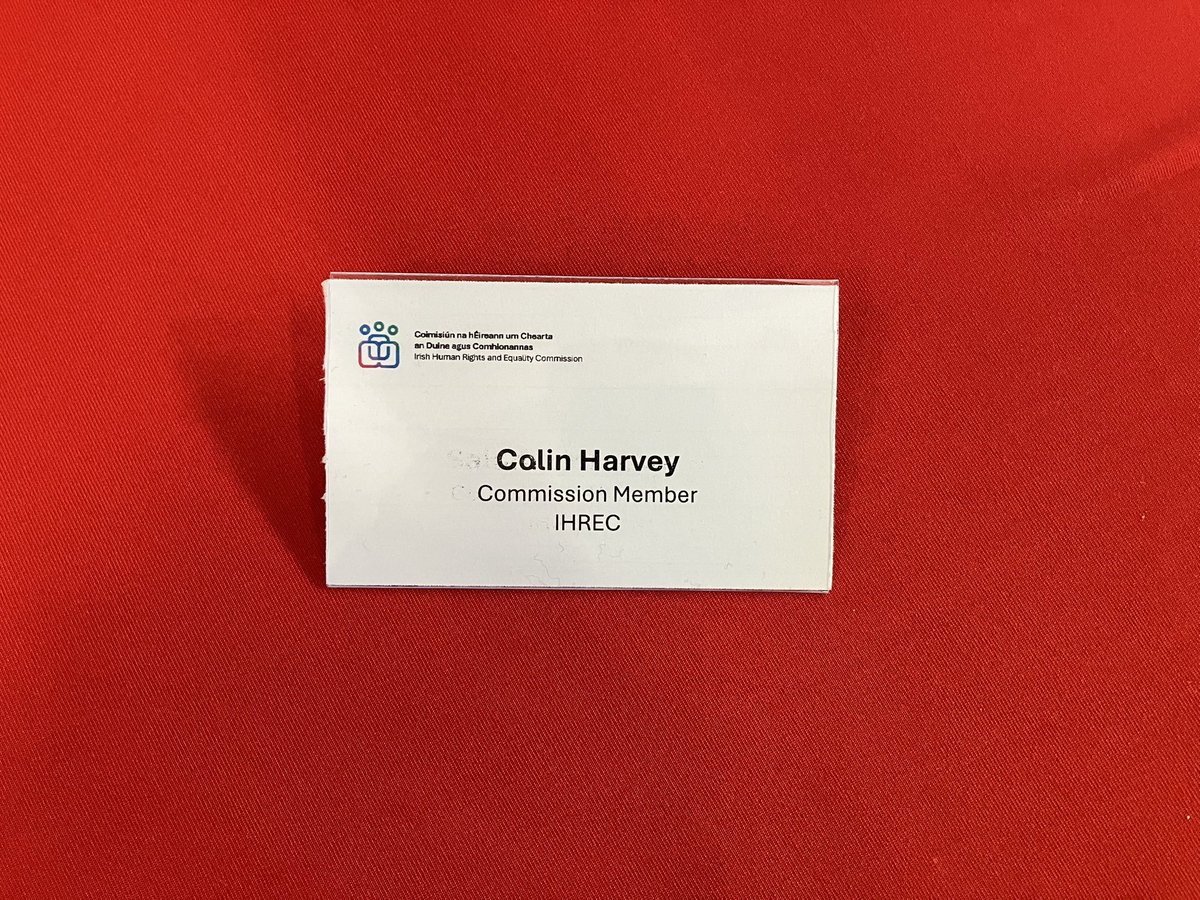 Coimisiún na hÉireann um Chearta
an Duine agus Comhionannas
Irish Human Rights and Equality Commission
Colin Harvey
Commission Member
IHREC